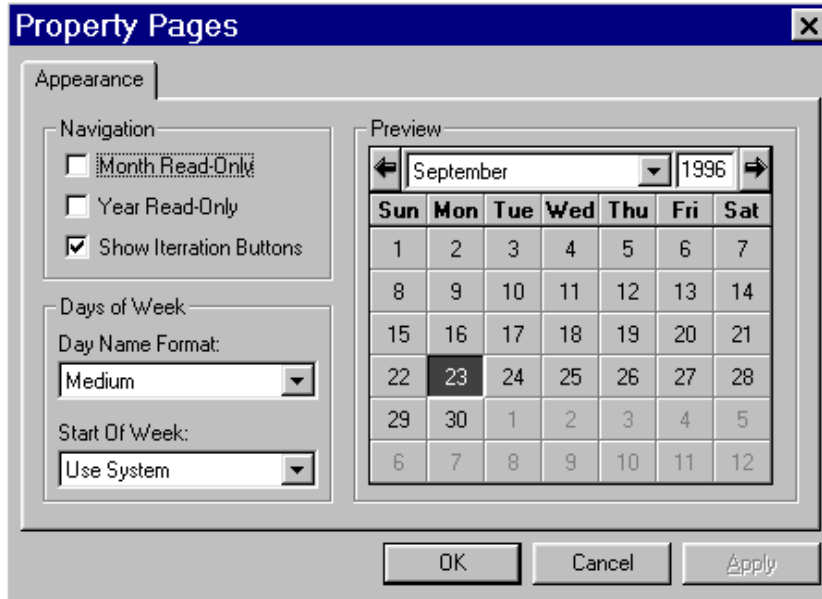 Property Pages
Appearance
Navigation
Month Read-Only
Year Read-Only
Show Iterration Buttons
Days of Week
Day Name Format:
Medium
Start Of Week:
Use System
Preview
September 1996
Sun Mon Tue Wed Thu Fri Sat
1 2 3 4 5 6 7
8 9 10 11 12 13 14
15 16 17 18 19 20 21
22 23 24 25 26 27 28
29 30 1 2 3 4 5
6 7 8 9 10 11 12
OK Cancel Apply